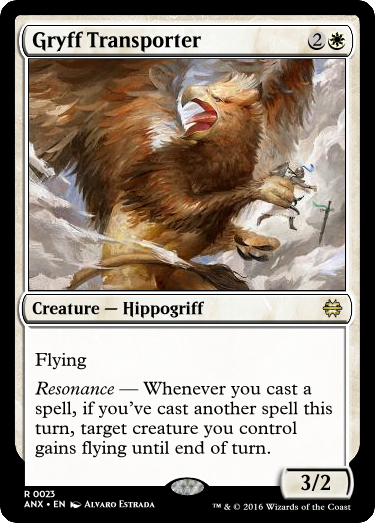 Gryff Transporter 2
Creature — Hippogriff
Flying
Resonance — Whenever you cast a
spell, if you've cast another spell this
turn, target creature you control
gains flying until end of turn.
3/2
R 0023
ANX • EN Alvaro Estrada
™ & © 2016 Wizards of the Coast